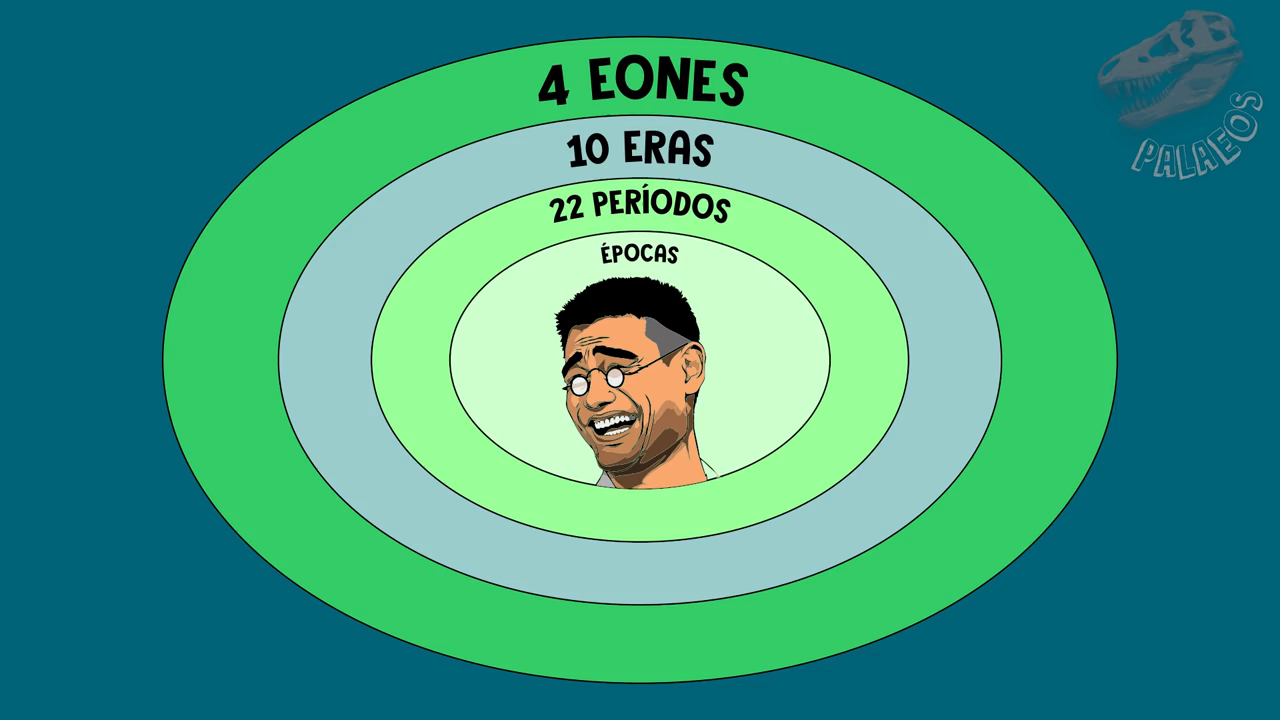 4 EONES
10 ERAS
22 PERÍODOS
ÉPOCAS
PALAEOS